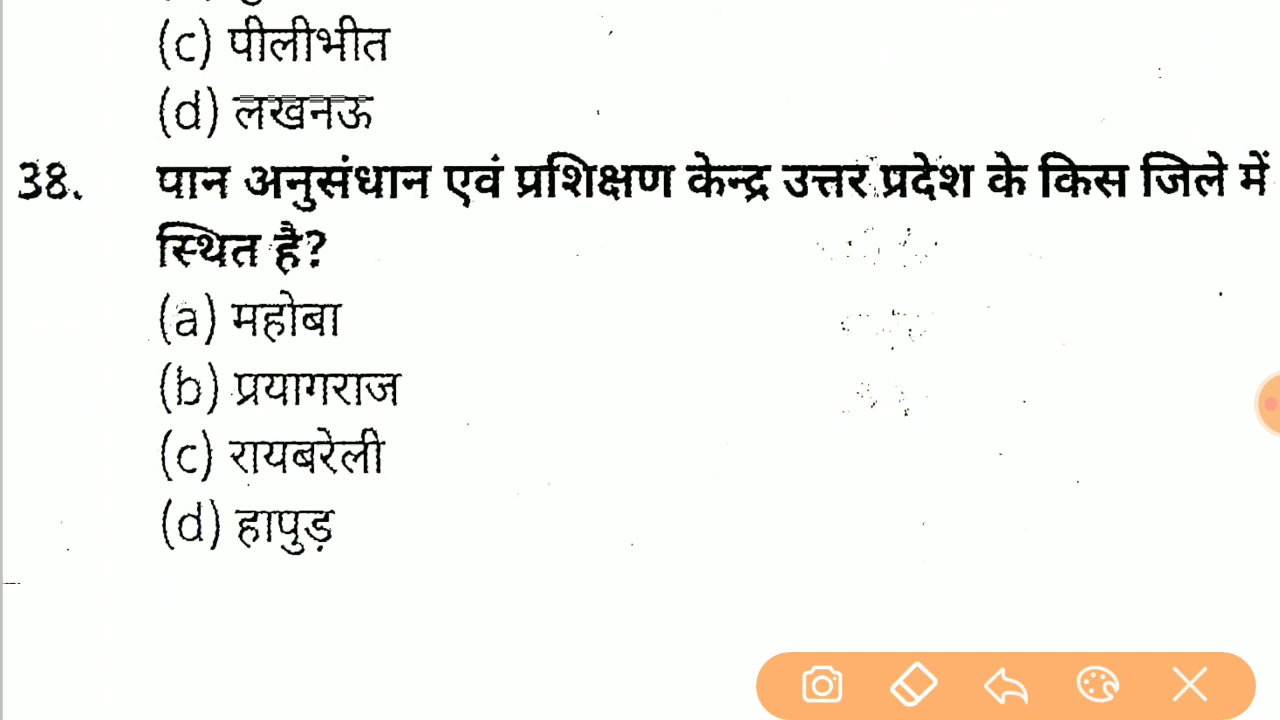 (c) पीलीभीत
(d) लखनऊ
38. पान अनुसंधान एवं प्रशिक्षण केन्द्र उत्तर प्रदेश के किस जिले में
स्थित है?
(a) महोबा
(b) प्रयागराज
(c) रायबरेली
(d) हापुड़